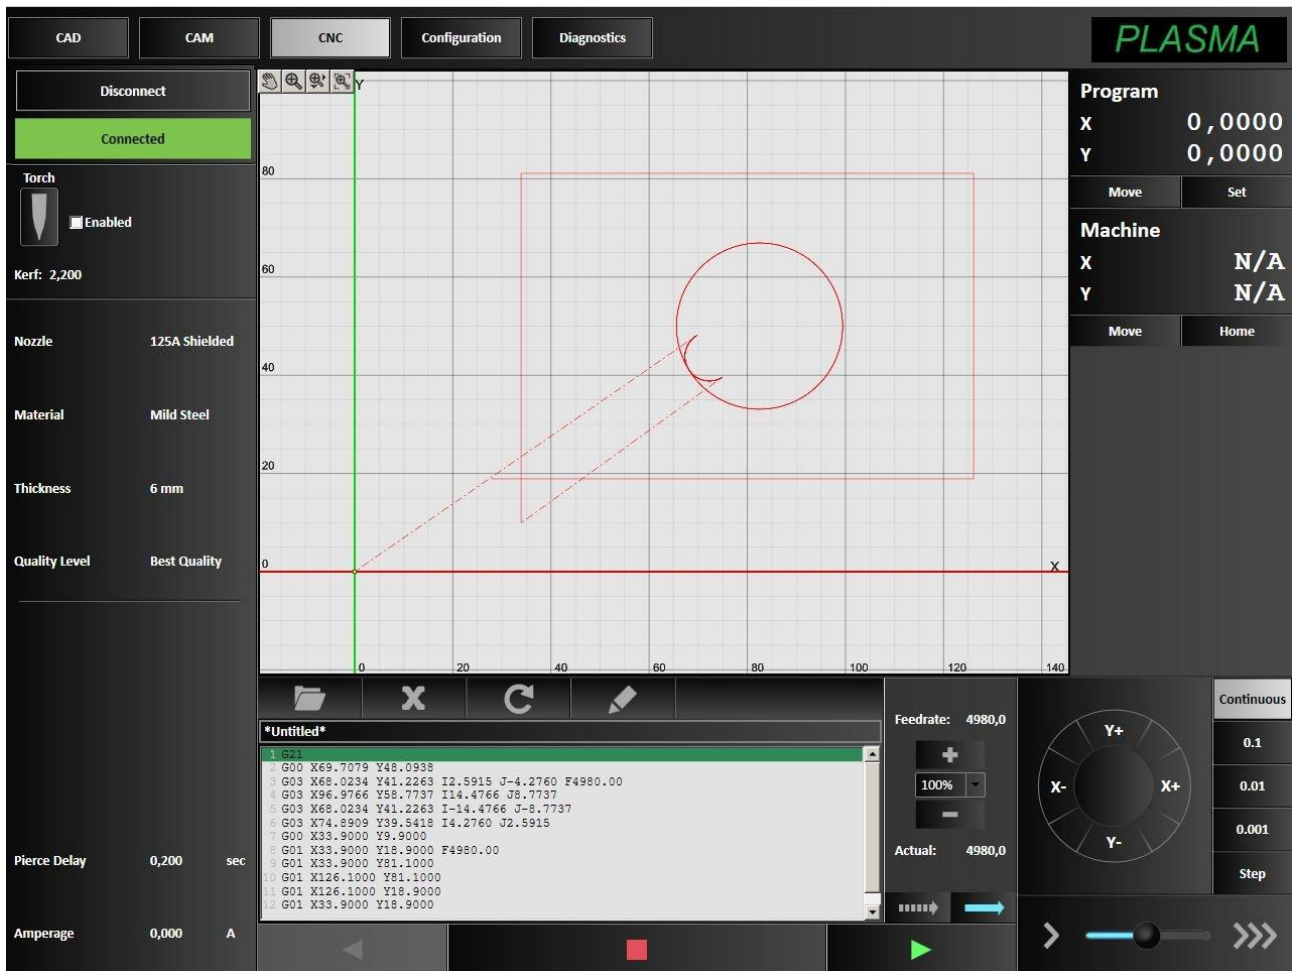 CAD CAM CNC Configuration Diagnostics PLASMA
Disconnect
Connected
Torch
Enabled
Kerf: 2,200
Nozzle 125A Shielded
Material Mild Steel
Thickness 6 mm
Quality Level Best Quality
Pierce Delay 0,200 sec
Amperage 0,000 A
Y
80
60
40
20
0
X
0 20 40 60 80 100 120 140
Program
X 0,0000
Y 0,0000
Move Set
Machine
X N/A
Y N/A
Move Home
*Untitled*
1 G21
2 G00 X69.7079 Y48.0938
3 G03 X68.0234 Y41.2263 I2.5915 J-4.2760 F4980.00
4 G03 X96.9766 Y58.7737 I14.4766 J8.7737
5 G03 X68.0234 Y41.2263 I-14.4766 J-8.7737
6 G03 X74.8909 Y39.5418 I4.2760 J2.5915
7 G00 X33.9000 Y9.9000
8 G01 X33.9000 Y18.9000 F4980.00
9 G01 X33.9000 Y81.1000
10 G01 X126.1000 Y81.1000
11 G01 X126.1000 Y18.9000
12 G01 X33.9000 Y18.9000
Feedrate: 4980,0
100%
Actual: 4980,0
Y+
X- X+
Y-
Continuous
0.1
0.01
0.001
Step